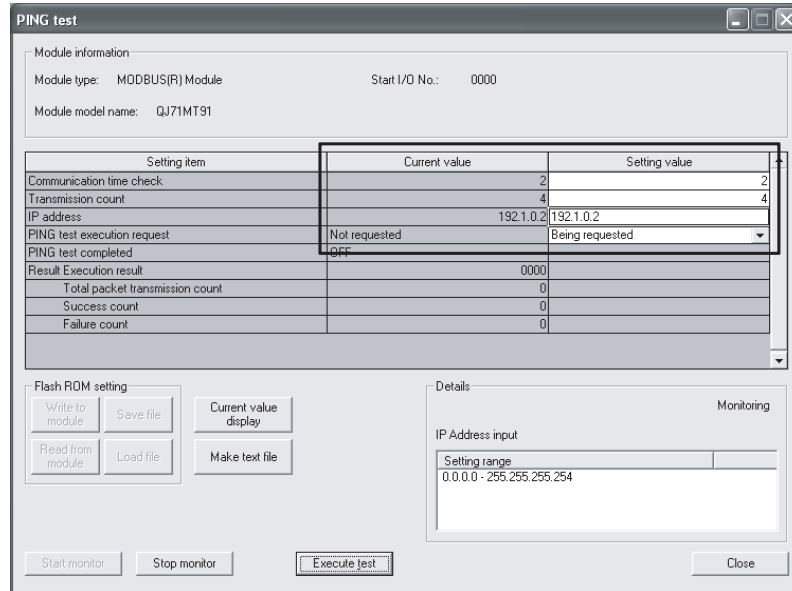 PING test
Module information
Module type: MODBUS(R) Module Start I/O No.: 0000
Module model name: QJ71MT91
Setting item Current value Setting value
Communication time check 2 2
Transmission count 4 4
IP address 192.1.0.2 192.1.0.2
PING test execution request Not requested Being requested
PING test completed OFF
Result Execution result 0000
Total packet transmission count 0
Success count 0
Failure count 0
Flash ROM setting
Write to module
Save file
Current value display
Read from module
Load file
Make text file
Details
Monitoring
IP Address input
Setting range
0.0.0.0 - 255.255.255.254
Start monitor Stop monitor Execute test Close